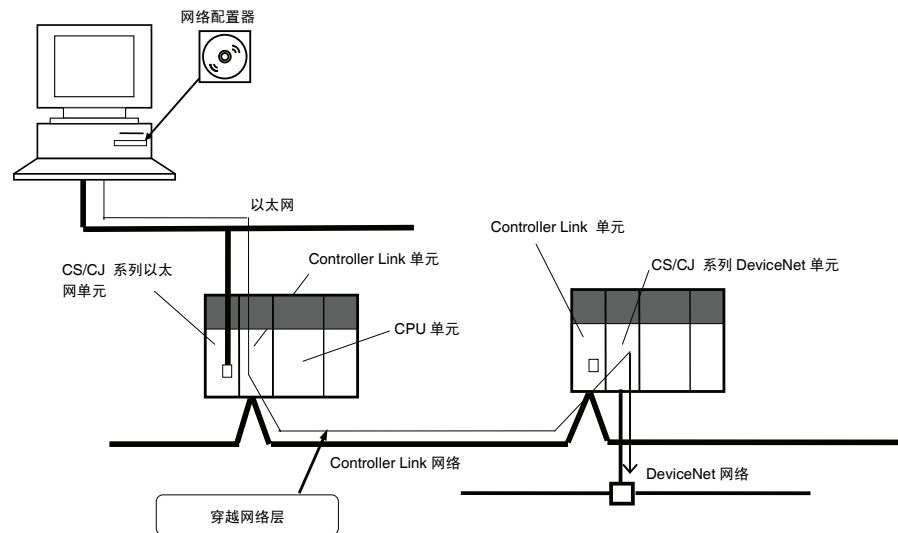 网络配置器
以太网
Controller Link 单元
Controller Link 单元
CS/CJ 系列以太
网单元
CS/CJ 系列 DeviceNet 单元
CPU 单元
Controller Link 网络
DeviceNet 网络
穿越网络层